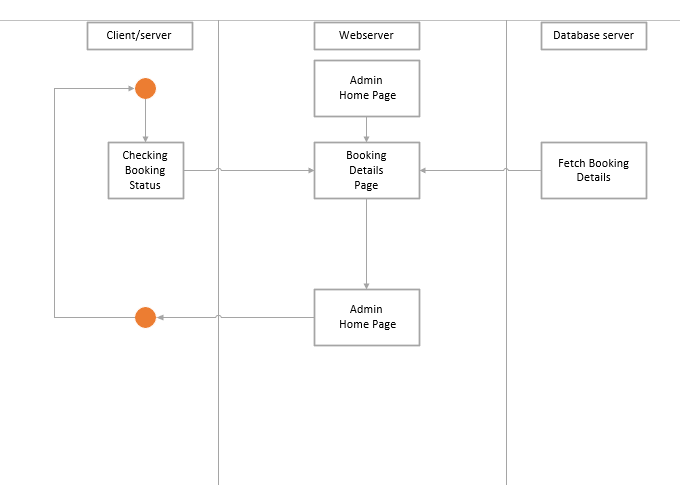 Client/server
Webserver
Database server
Admin
Home Page
Checking
Booking
Status
Booking
Details
Page
Fetch Booking
Details
Admin
Home Page